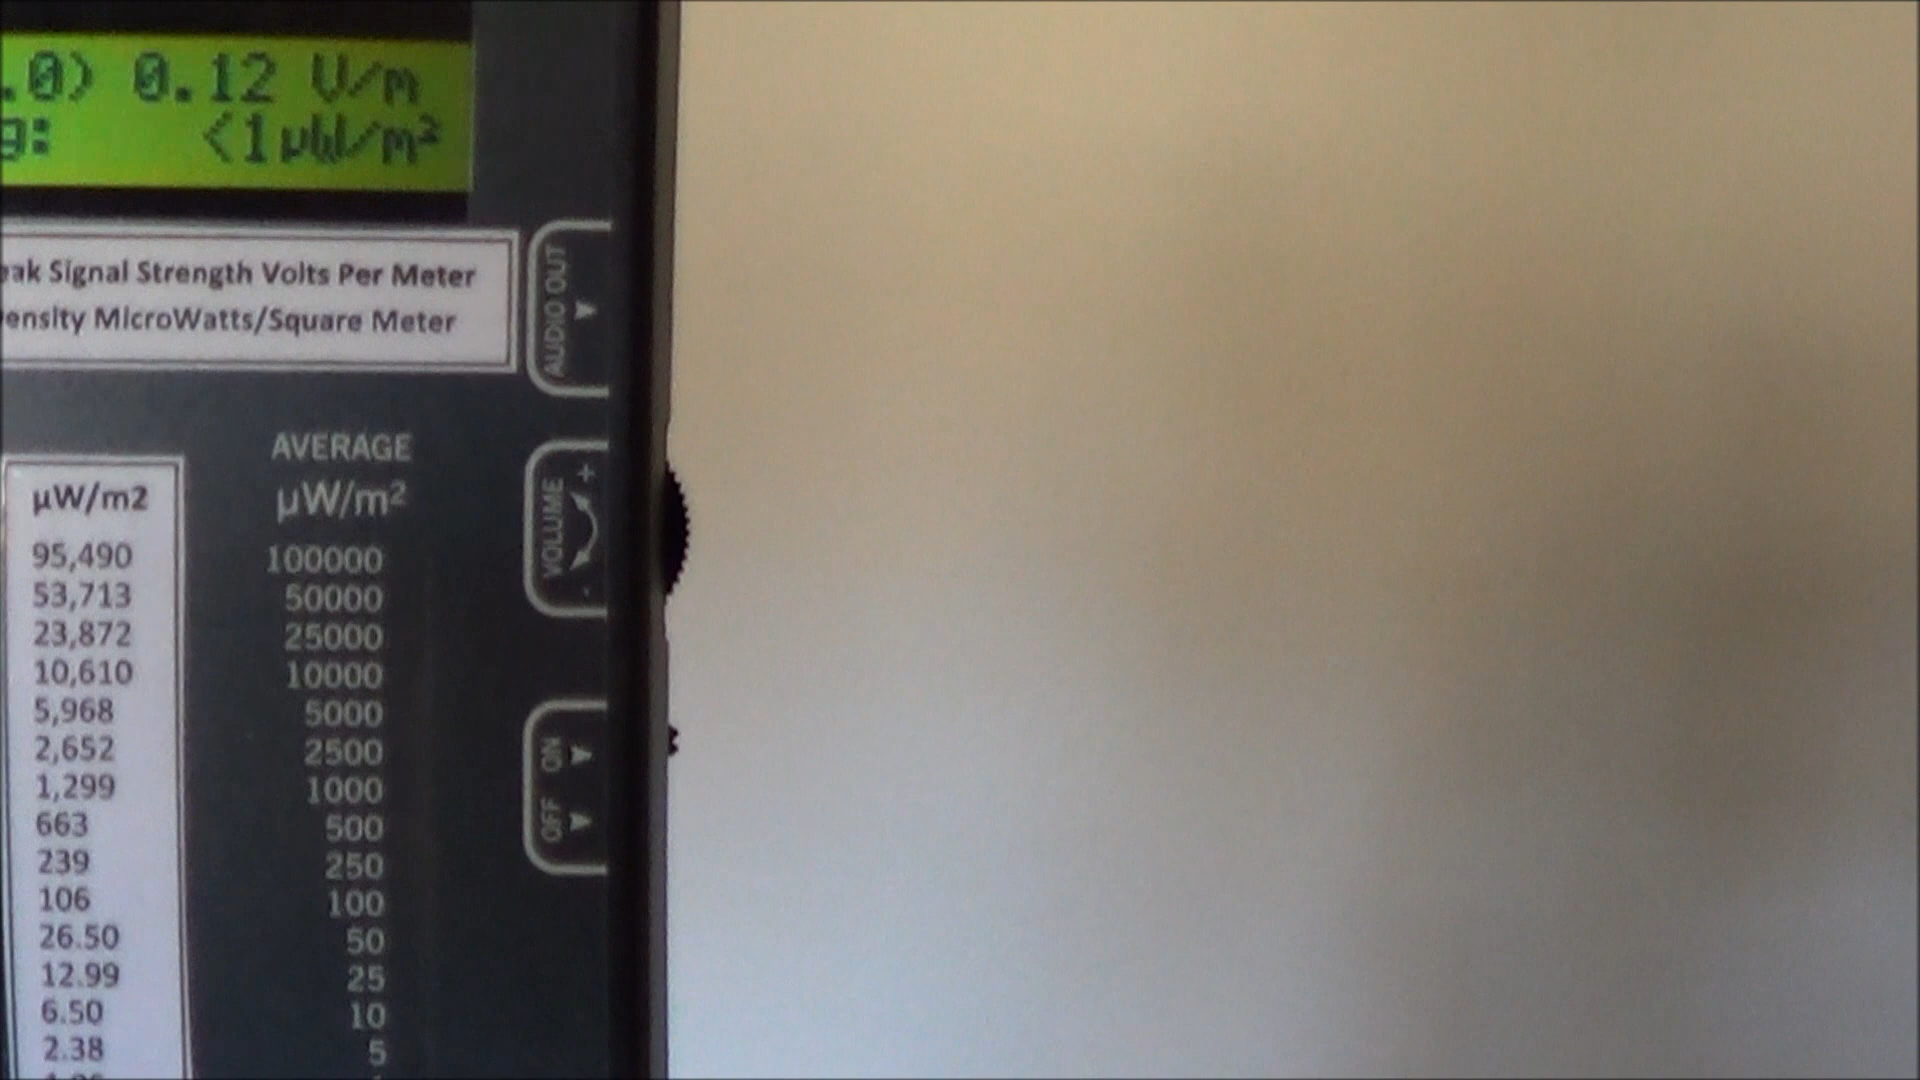 .0) 0.12 V/m
g: <1µW/m²
eak Signal Strength Volts Per Meter
ensity MicroWatts/Square Meter
AUDIO OUT
AVERAGE
µW/m2
µW/m²
VOLUME
+
-
95,490 100000
53,713 50000
23,872 25000
10,610 10000
5,968 5000
2,652 2500
1,299 1000
663 500
239 250
106 100
26.50 50
12.99 25
6.50 10
2.38 5
OFF ON